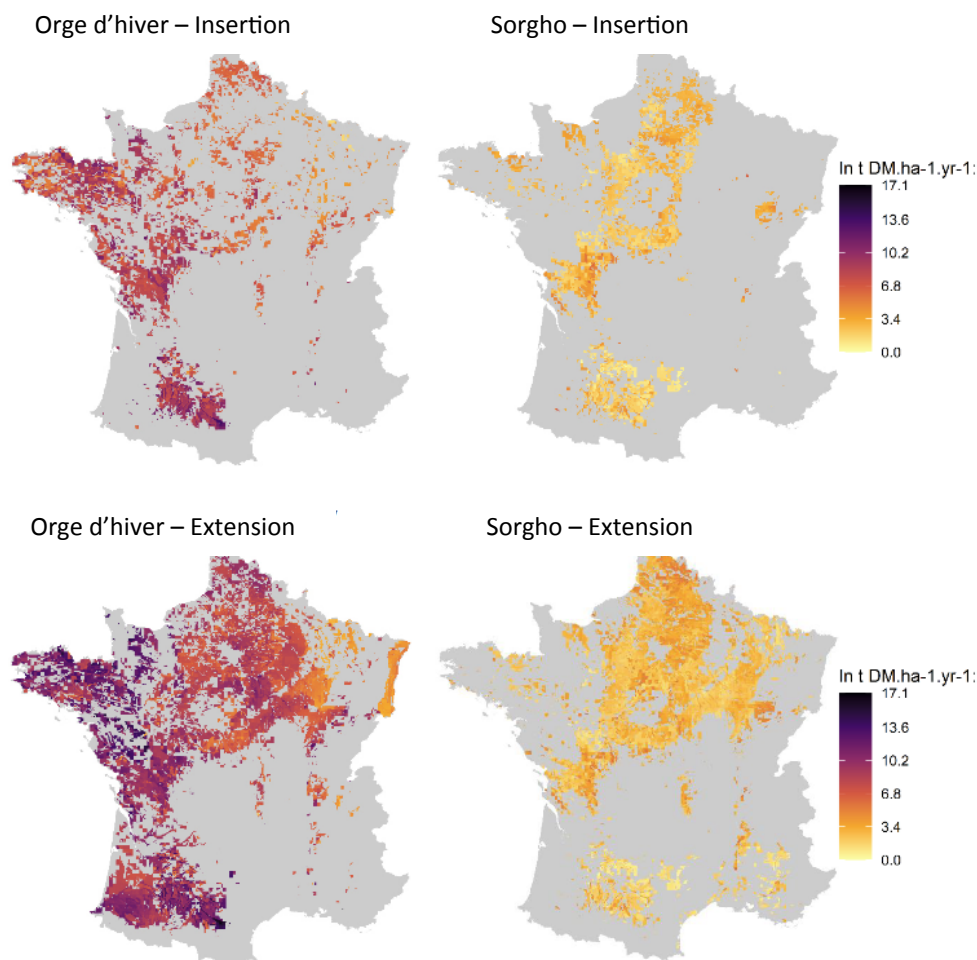 Orge d'hiver – Insertion
Sorgho – Insertion
In t DM.ha-1.yr-1:
17.1
13.6
10.2
6.8
3.4
0.0
Orge d'hiver – Extension
Sorgho – Extension
In t DM.ha-1.yr-1:
17.1
13.6
10.2
6.8
3.4
0.0